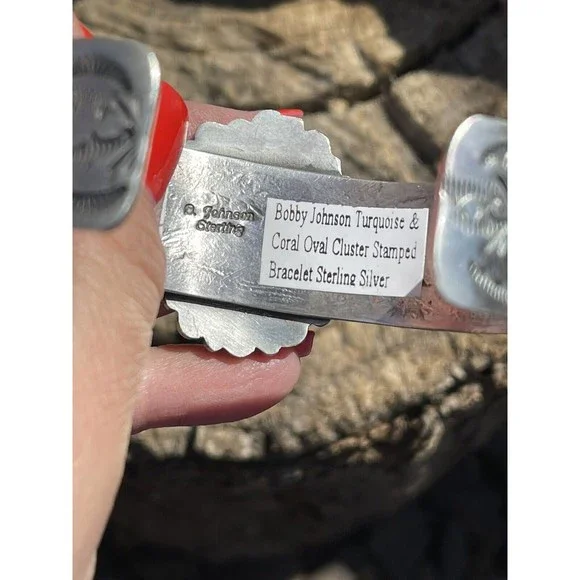 B. Johnson
Sterling
Bobby Johnson Turquoise &
Coral Oval Cluster Stamped
Bracelet Sterling Silver